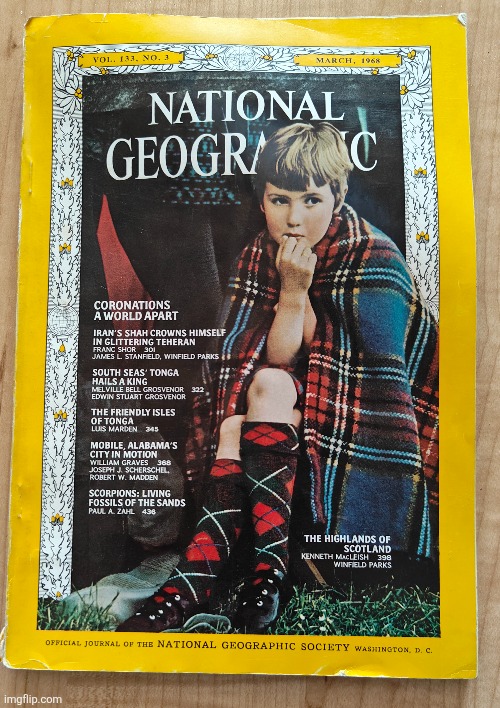 VOL. 133, NO. 3
MARCH, 1968
NATIONAL
GEOGRA IC
CORONATIONS
A WORLD APART
IRAN'S SHAH CROWNS HIMSELF
IN GLITTERING TEHERAN
FRANC SHOR 301
JAMES L. STANFIELD, WINFIELD PARKS
SOUTH SEAS' TONGA
HAILS A KING
MELVILLE BELL GROSVENOR 322
EDWIN STUART GROSVENOR
THE FRIENDLY ISLES
OF TONGA
LUIS MARDEN 345
MOBILE, ALABAMA'S
CITY IN MOTION
WILLIAM GRAVES 368
JOSEPH J. SCHERSCHEL,
ROBERT W. MADDEN
SCORPIONS: LIVING
FOSSILS OF THE SANDS
PAUL A. ZAHL 436
THE HIGHLANDS OF
SCOTLAND
KENNETH MacLEISH 398
WINFIELD PARKS
OFFICIAL JOURNAL OF THE NATIONAL GEOGRAPHIC SOCIETY WASHINGTON, D. C.
imgflip.com